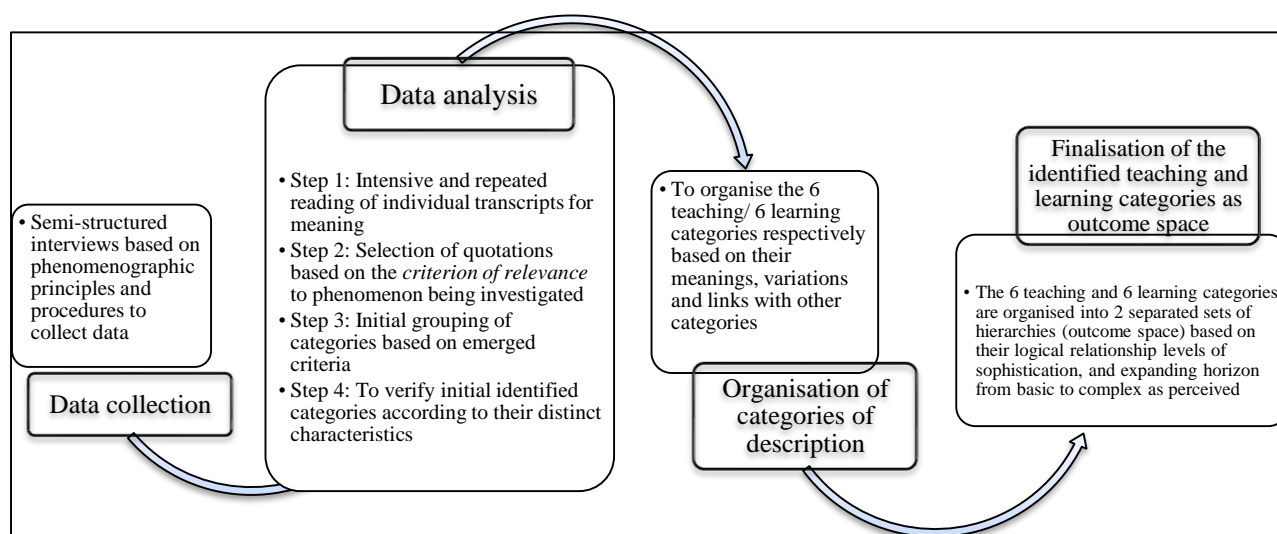 • Semi-structured
interviews based on
phenomenographic
principles and
procedures to
collect data
Data collection
Data analysis
• Step 1: Intensive and repeated
reading of individual transcripts for
meaning
• Step 2: Selection of quotations
based on the criterion of relevance
to phenomenon being investigated
• Step 3: Initial grouping of
categories based on emerged
criteria
• Step 4: To verify initial identified
categories according to their distinct
characteristics
• To organise the 6
teaching/ 6 learning
categories respectively
based on their
meanings, variations
and links with other
categories
Organisation of
categories of
description
Finalisation of the
identified teaching and
learning categories as
outcome space
• The 6 teaching and 6 learning categories
are organised into 2 separated sets of
hierarchies (outcome space) based on
their logical relationship levels of
sophistication, and expanding horizon
from basic to complex as perceived